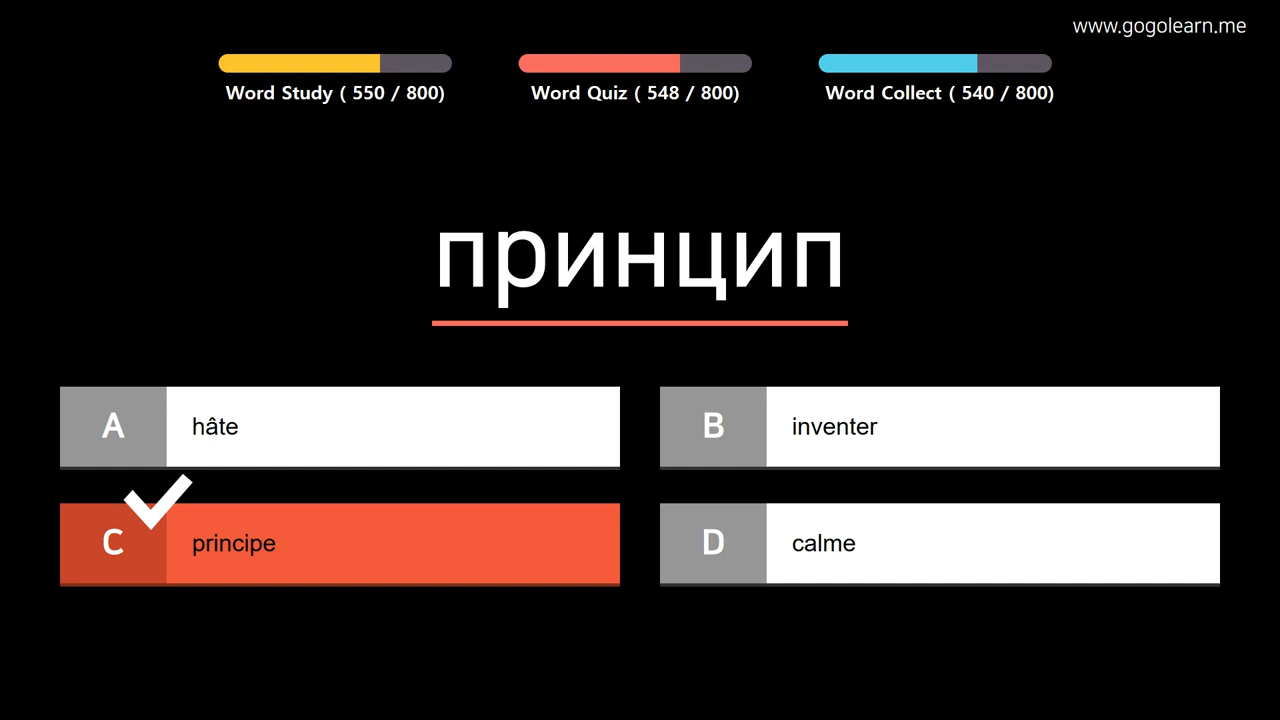 www.gogolearn.me
Word Study ( 550 / 800)
Word Quiz ( 548 / 800)
Word Collect ( 540 / 800)
принцип
A hâte
B inventer
C principe
D calme